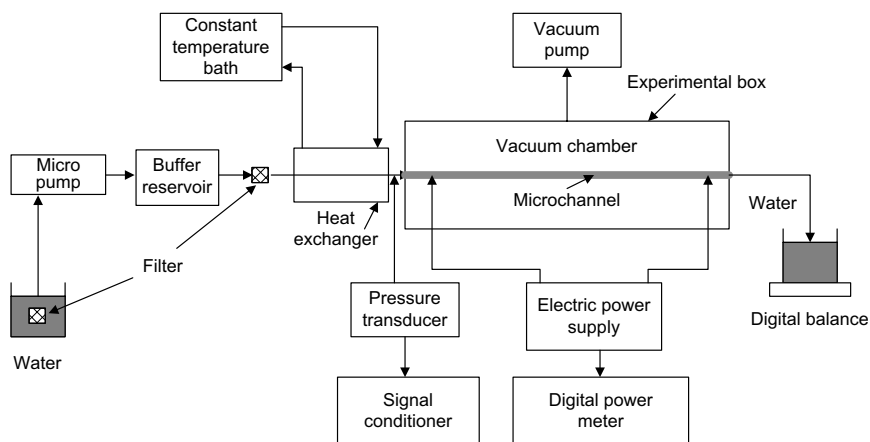 Constant
temperature
bath
Vacuum
pump
Experimental box
Vacuum chamber
Micro
pump
Buffer
reservoir
Microchannel
Heat
exchanger
Water
Filter
Pressure
transducer
Electric power
supply
Digital balance
Water
Signal
conditioner
Digital power
meter